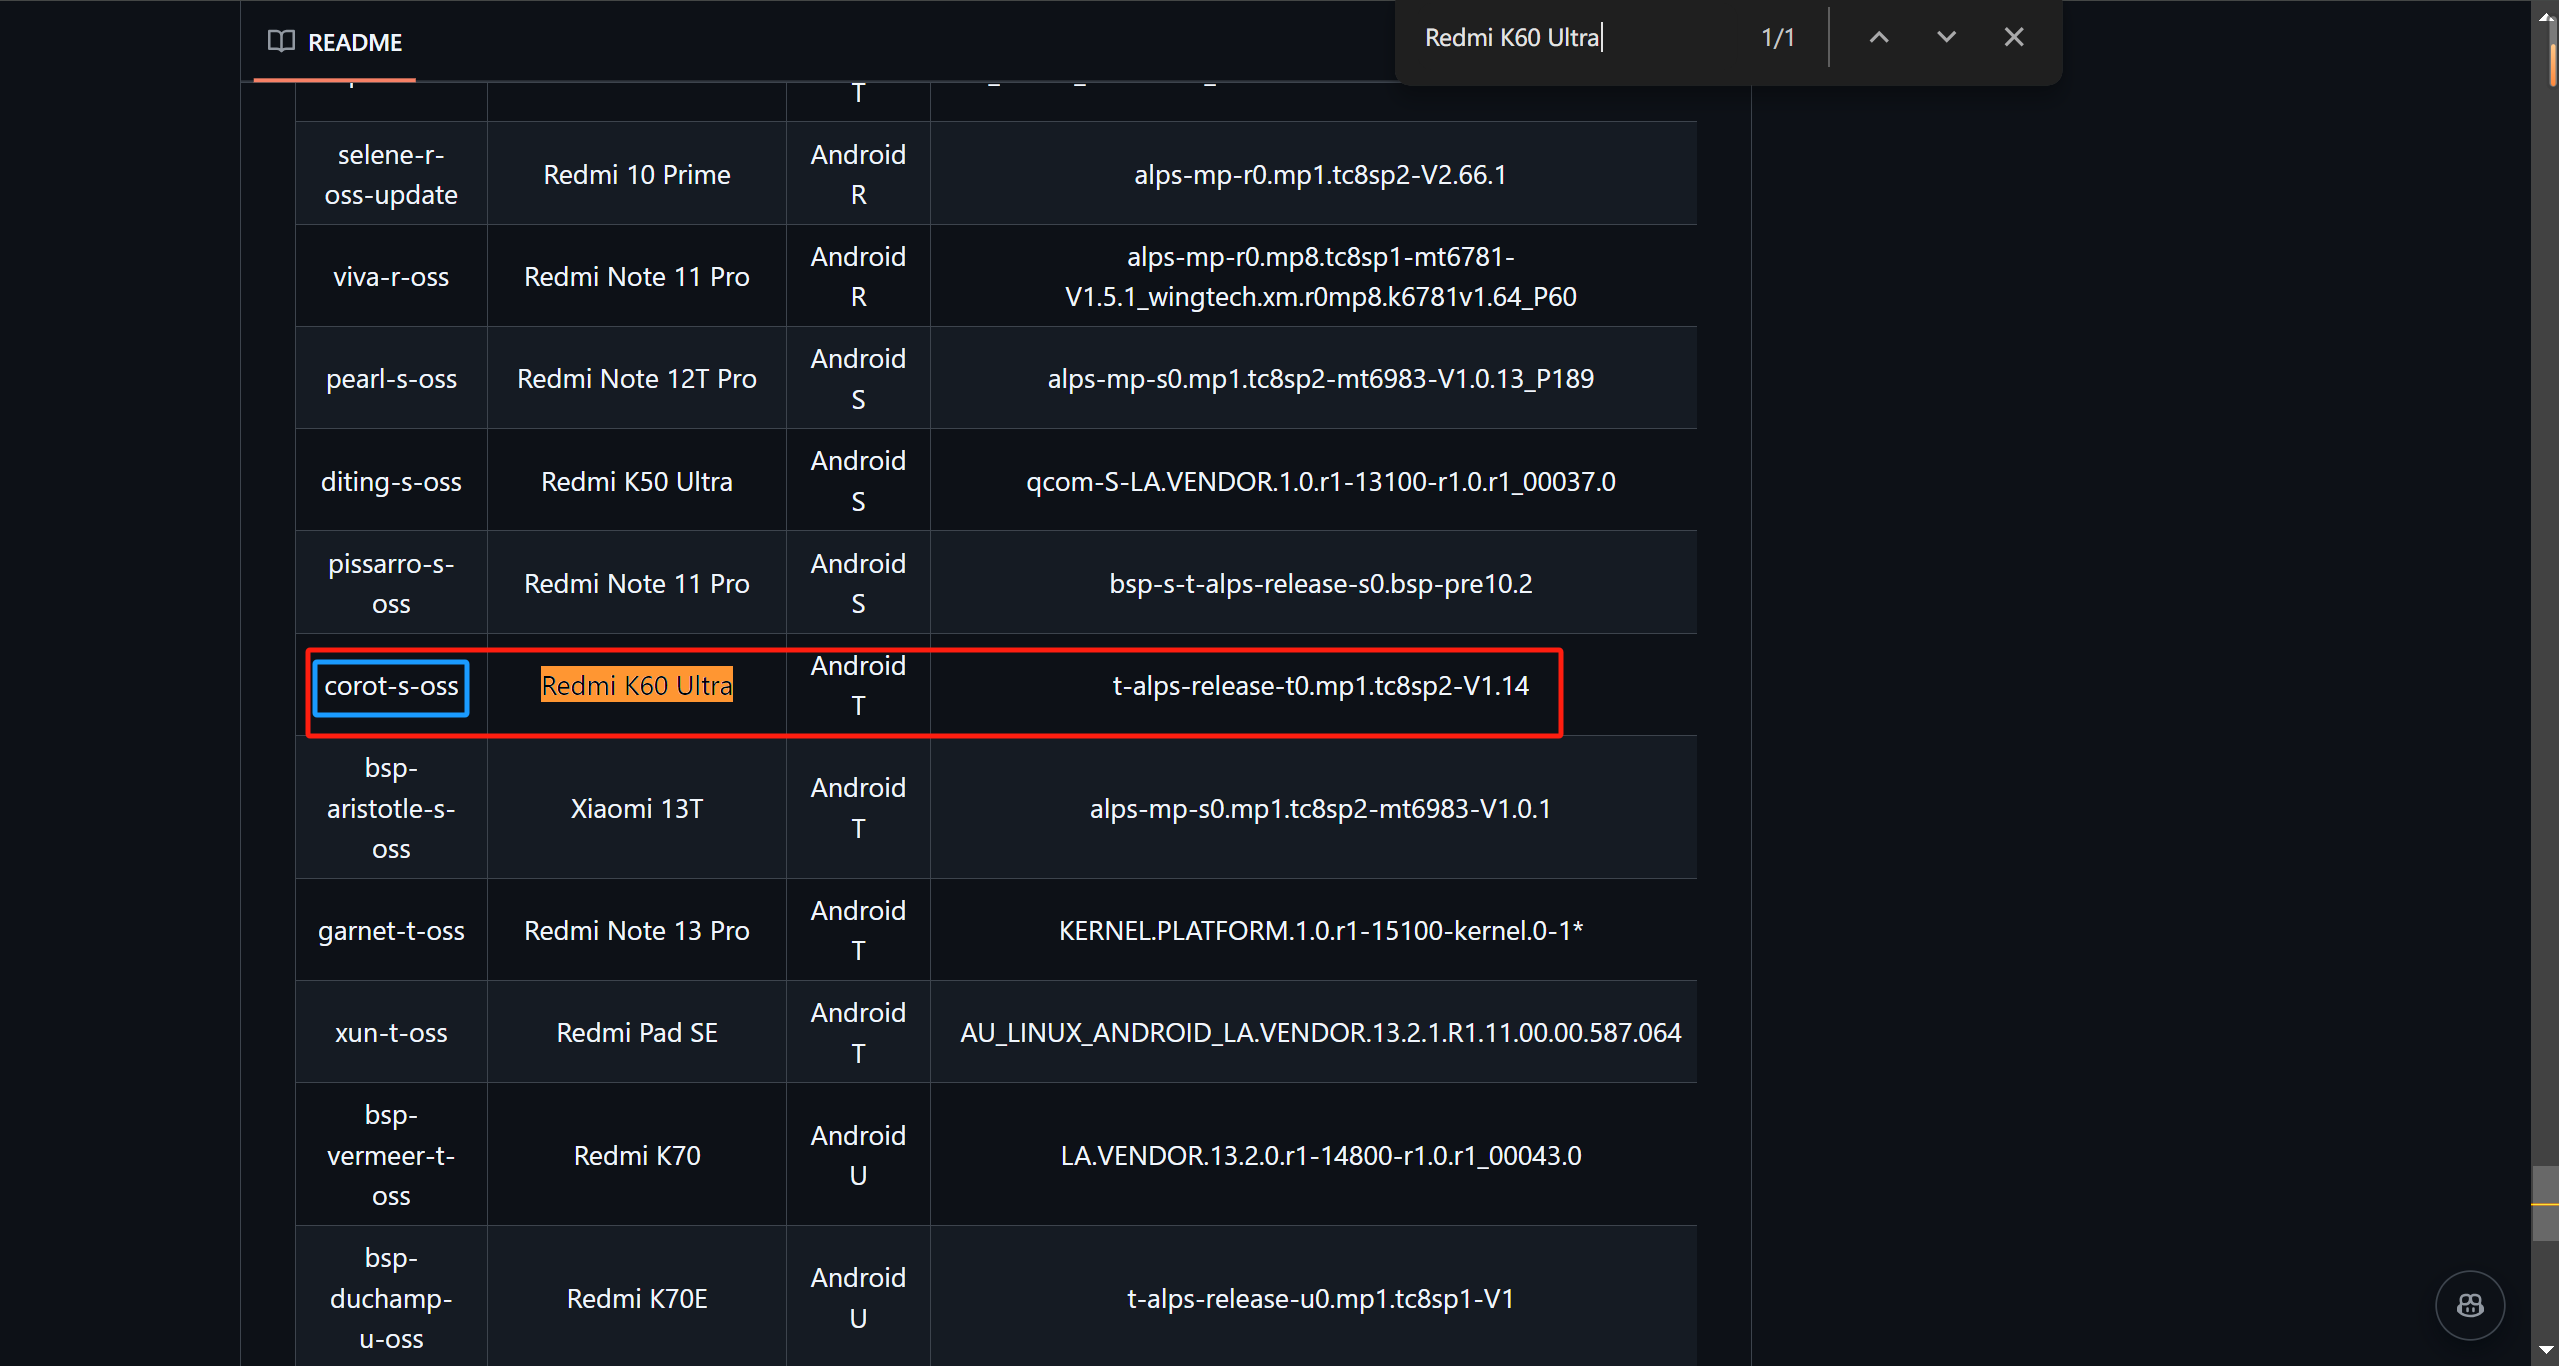 README
Redmi K60 Ultra
1/1
T
selene-r-
oss-update
Redmi 10 Prime
Android
R
alps-mp-r0.mp1.tc8sp2-V2.66.1
viva-r-oss
Redmi Note 11 Pro
Android
R
alps-mp-r0.mp8.tc8sp1-mt6781-
V1.5.1_wingtech.xm.r0mp8.k6781v1.64_P60
pearl-s-oss
Redmi Note 12T Pro
Android
S
alps-mp-s0.mp1.tc8sp2-mt6983-V1.0.13_P189
diting-s-oss
Redmi K50 Ultra
Android
S
qcom-S-LA.VENDOR.1.0.r1-13100-r1.0.r1_00037.0
pissarro-s-
oss
Redmi Note 11 Pro
Android
S
bsp-s-t-alps-release-s0.bsp-pre10.2
corot-s-oss
Redmi K60 Ultra
Android
T
t-alps-release-t0.mp1.tc8sp2-V1.14
bsp-
aristotle-s-
oss
Xiaomi 13T
Android
T
alps-mp-s0.mp1.tc8sp2-mt6983-V1.0.1
garnet-t-oss
Redmi Note 13 Pro
Android
T
KERNEL.PLATFORM.1.0.r1-15100-kernel.0-1*
xun-t-oss
Redmi Pad SE
Android
T
AU_LINUX_ANDROID_LA.VENDOR.13.2.1.R1.11.00.00.587.064
bsp-
vermeer-t-
oss
Redmi K70
Android
U
LA.VENDOR.13.2.0.r1-14800-r1.0.r1_00043.0
bsp-
duchamp-
u-oss
Redmi K70E
Android
U
t-alps-release-u0.mp1.tc8sp1-V1